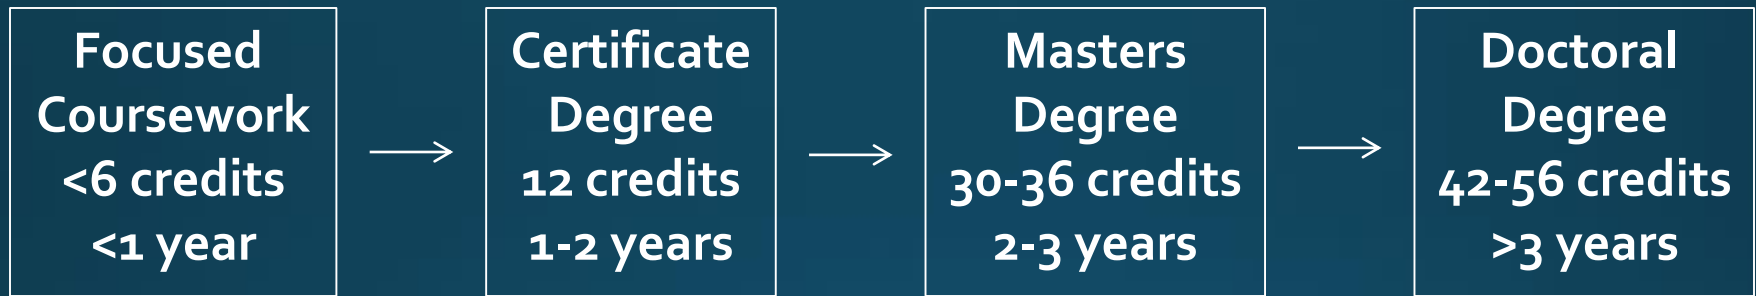 Focused
Coursework
<6 credits
<1 year
Certificate
Degree
12 credits
1-2 years
Masters
Degree
30-36 credits
2-3 years
Doctoral
Degree
42-56 credits
>3 years